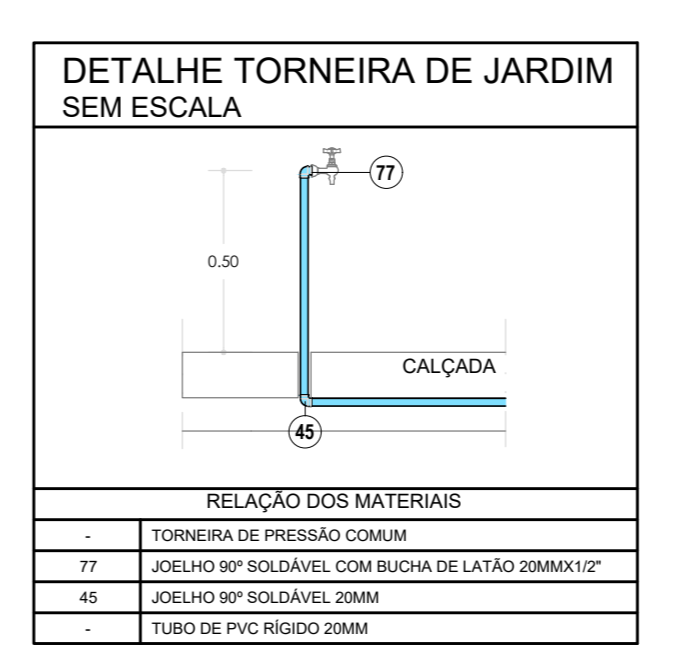 DETALHE TORNEIRA DE JARDIM
SEM ESCALA
77
0.50
CALÇADA
45
RELAÇÃO DOS MATERIAIS
- TORNEIRA DE PRESSÃO COMUM
77 JOELHO 90º SOLDÁVEL COM BUCHA DE LATÃO 20MMX1/2"
45 JOELHO 90º SOLDÁVEL 20MM
- TUBO DE PVC RÍGIDO 20MM